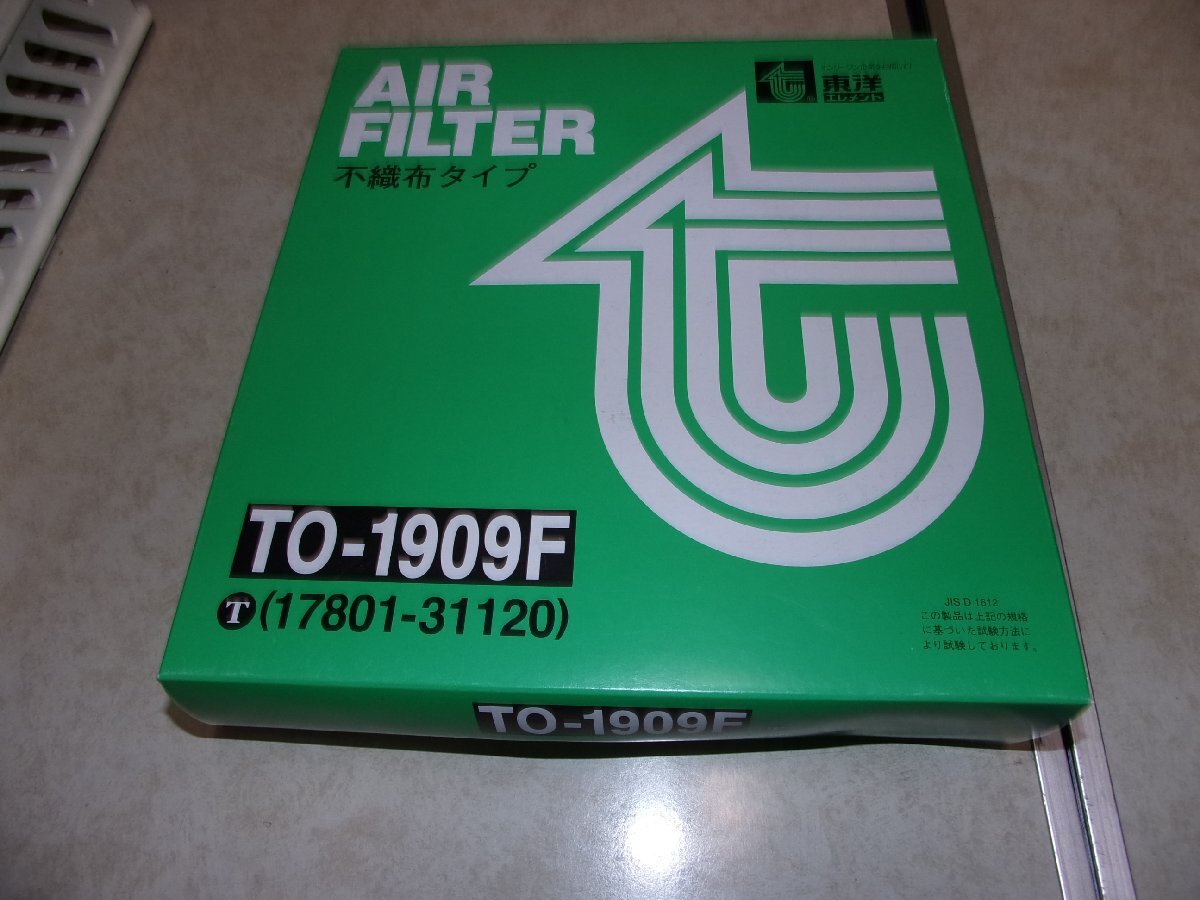 AIR
FILTER
不織布タイプ
東洋
エレメント
TO-1909F
T (17801-31120)
JIS D 1612
この製品は上記の規格
に基づいた試験方法に
より試験しております。
TO-1909F